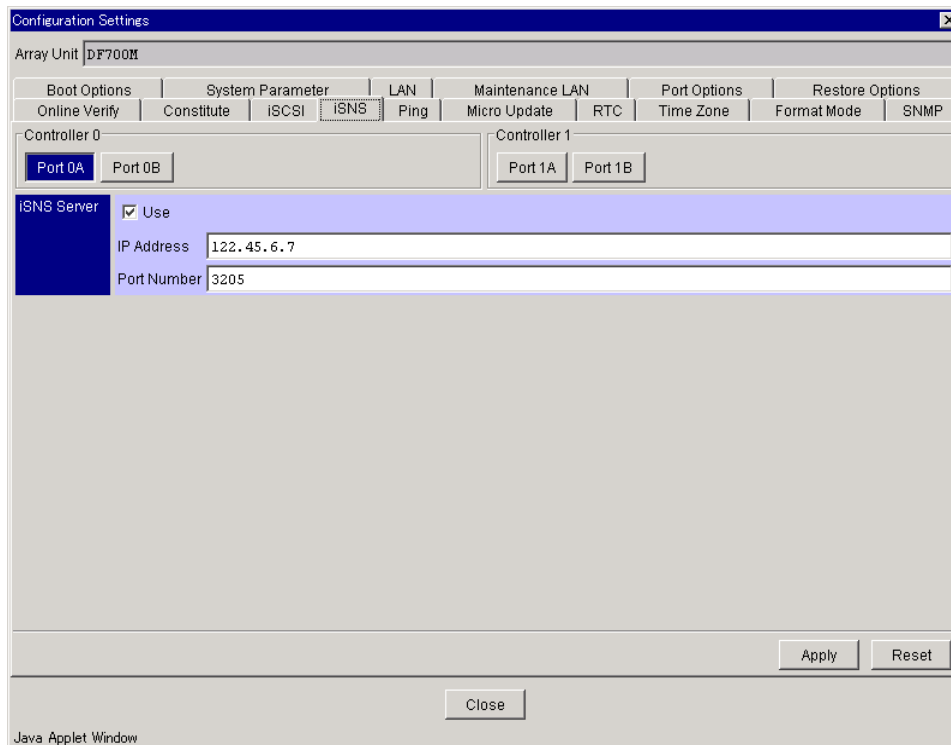 Configuration Settings
Array Unit DF700M
Boot Options System Parameter LAN Maintenance LAN Port Options Restore Options
Online Verify Constitute iSCSI iSNS Ping Micro Update RTC Time Zone Format Mode SNMP
Controller 0 Controller 1
Port 0A Port 0B Port 1A Port 1B
iSNS Server Use
IP Address 122.45.6.7
Port Number 3205
Apply Reset
Close
Java Applet Window